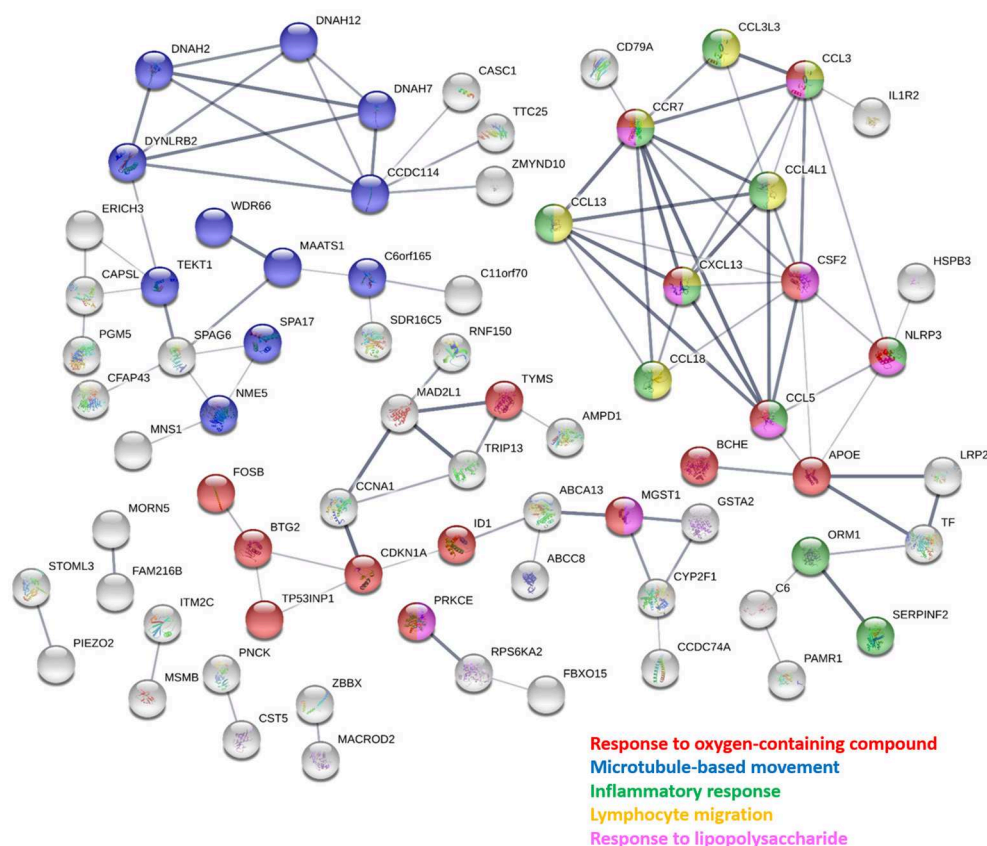 DNAH12
CCL3L3
DNAH2
CD79A
CCL3
CASC1
DNAH7
CCR7
IL1R2
TTC25
DYNLRB2
CCL4L1
CCDC114
ZMYND10
CCL13
ERICH3
WDR66
MAATS1
CXCL13
CSF2
HSPB3
TEKT1
C6orf165
CAPSL
C11orf70
SPA17
SDR16C5
RNF150
NLRP3
PGM5
SPAG6
CCL18
CFAP43
TYMS
NME5
MAD2L1
CCL5
AMPD1
MNS1
BCHE
APOE
LRP2
TRIP13
FOSB
CCNA1
ABCA13
MGST1
GSTA2
MORN5
TF
BTG2
ID1
ORM1
CDKN1A
ABCC8
STOML3
FAM216B
CYP2F1
C6
ITM2C
TP53INP1
PRKCE
SERPINF2
PIEZO2
PNCK
RPS6KA2
CCDC74A
PAMR1
MSMB
ZBBX
FBXO15
CST5
MACROD2
Response to oxygen-containing compound
Microtubule-based movement
Inflammatory response
Lymphocyte migration
Response to lipopolysaccharide